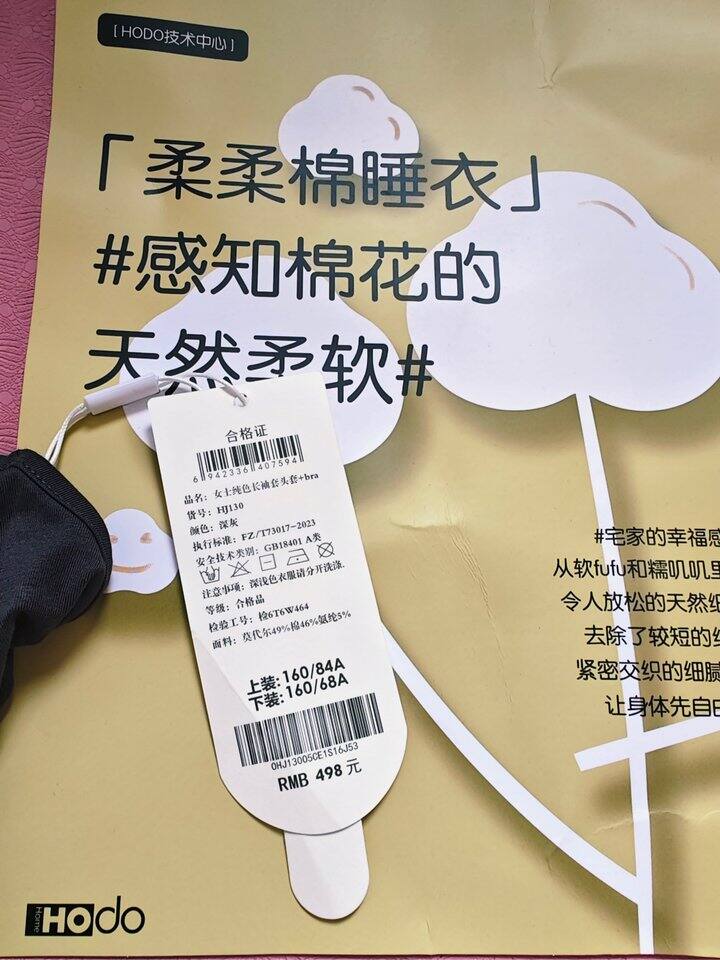 [HODO技术中心]
「柔柔棉睡衣」
#感知棉花的
天然柔软#
合格证
6 942336 407594
品名：女士纯色长袖套头套+bra
货号：HJ130
颜色：深灰
执行标准：FZ/T73017-2023
安全技术类别：GB18401 A类
注意事项：深浅色衣服请分开洗涤.
等级：合格品
检验工号：检6T6W464
面料：莫代尔49%棉46%氨纶5%
上装:160/84A
下装:160/68A
0HJ13005CE1S16J53
RMB 498 元
#宅家的幸福感
从软fufu和糯叽叽里
令人放松的天然细
去除了较短的
紧密交织的细腻
让身体先自由
Home HOdo